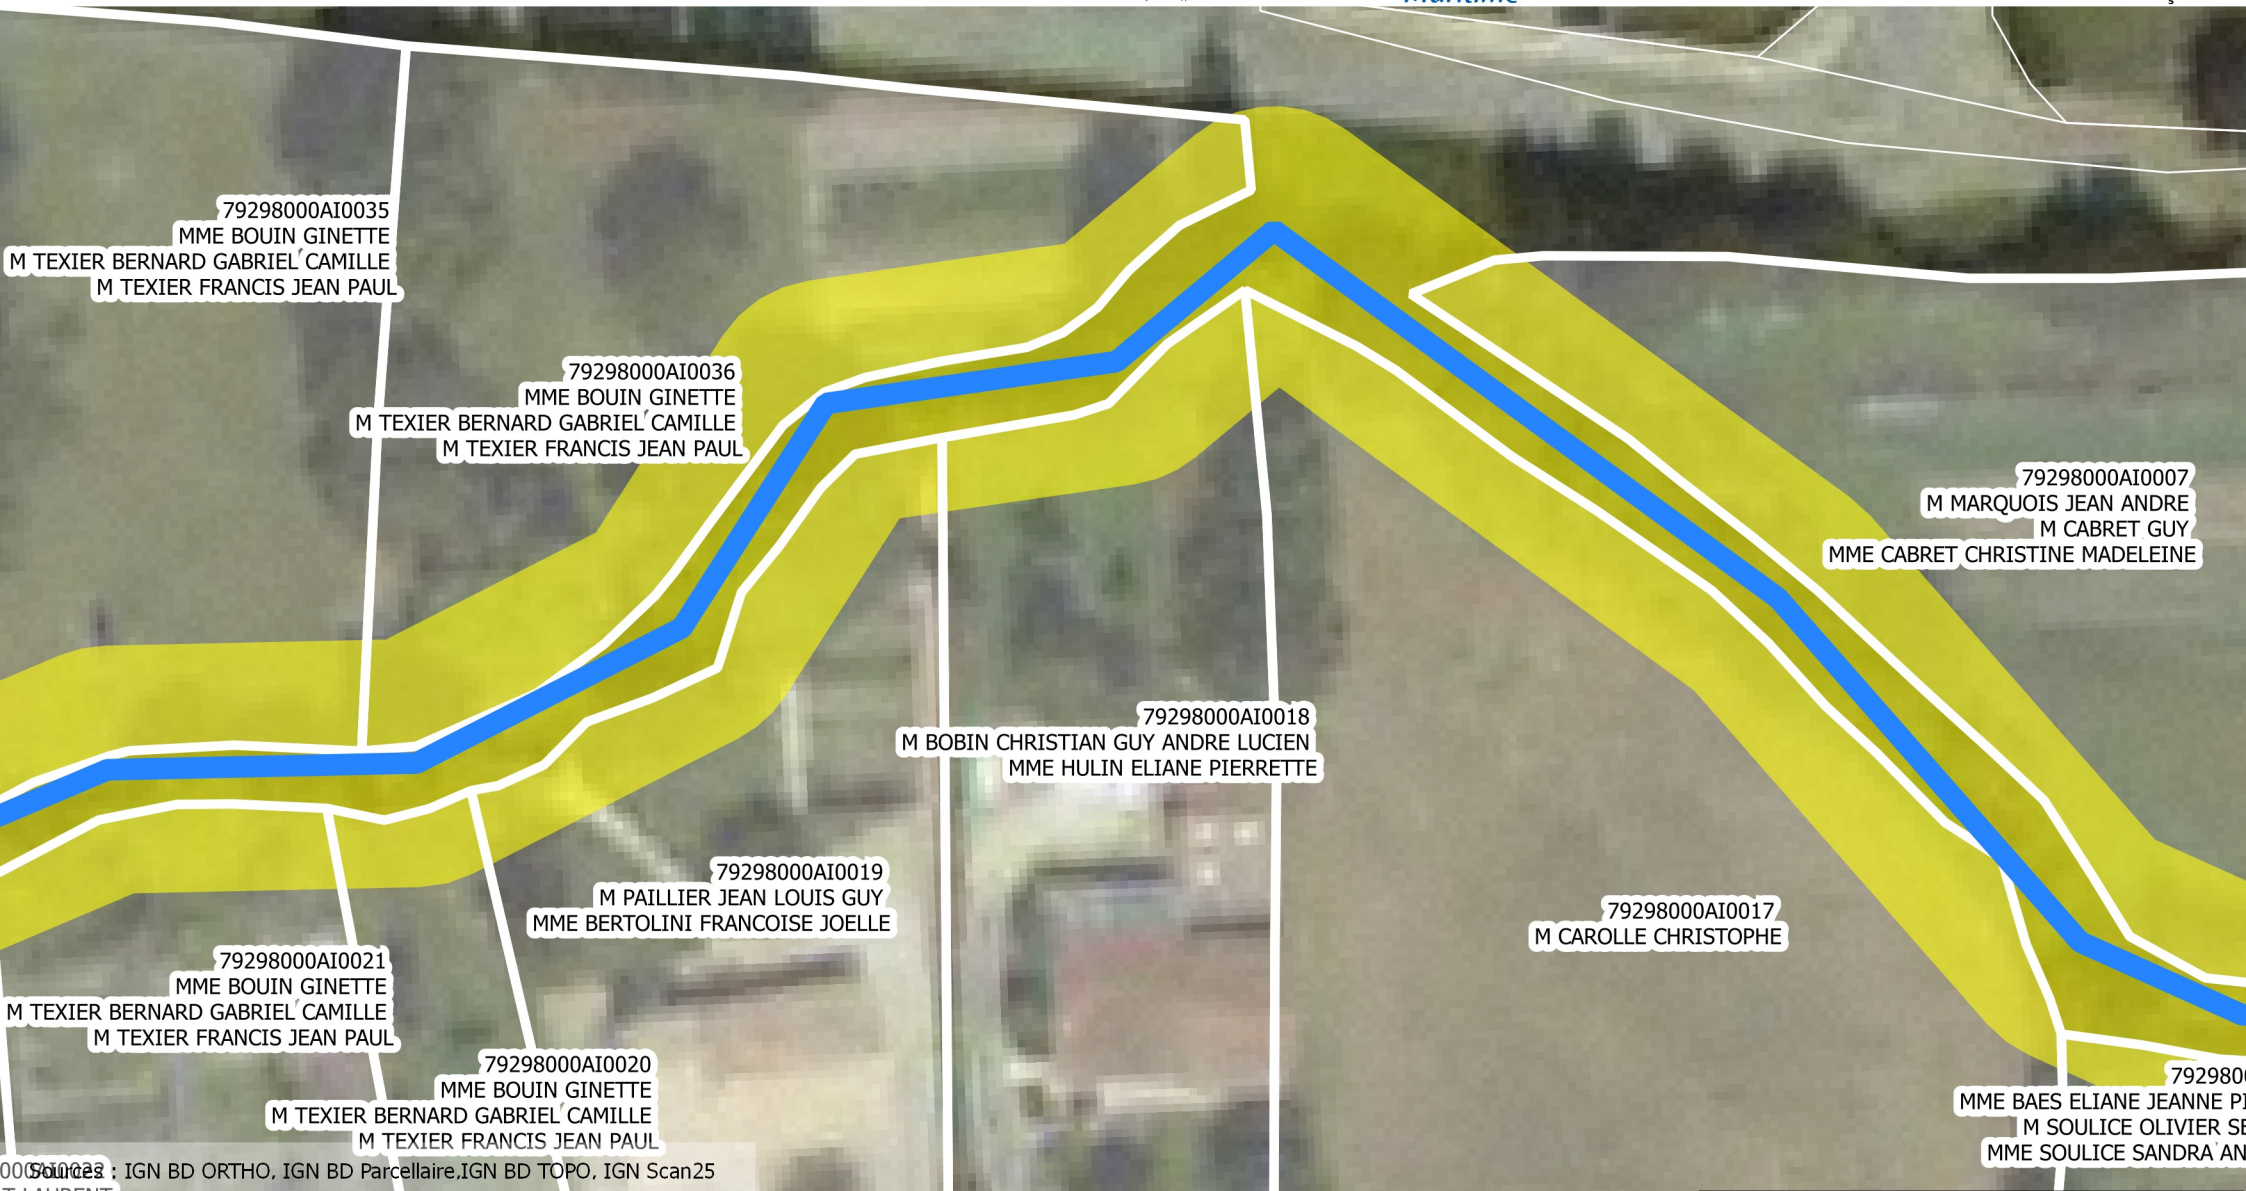 Maritime
79298000AI0035
MME BOUIN GINETTE
M TEXIER BERNARD GABRIEL CAMILLE
M TEXIER FRANCIS JEAN PAUL
79298000AI0036
MME BOUIN GINETTE
M TEXIER BERNARD GABRIEL CAMILLE
M TEXIER FRANCIS JEAN PAUL
79298000AI0007
M MARQUOIS JEAN ANDRE
M CABRET GUY
MME CABRET CHRISTINE MADELEINE
79298000AI0018
M BOBIN CHRISTIAN GUY ANDRE LUCIEN
MME HULIN ELIANE PIERRETTE
79298000AI0019
M PAILLIER JEAN LOUIS GUY
MME BERTOLINI FRANCOISE JOELLE
79298000AI0017
M CAROLLE CHRISTOPHE
79298000AI0021
MME BOUIN GINETTE
M TEXIER BERNARD GABRIEL CAMILLE
M TEXIER FRANCIS JEAN PAUL
79298000AI0020
MME BOUIN GINETTE
M TEXIER BERNARD GABRIEL CAMILLE
M TEXIER FRANCIS JEAN PAUL
792980
MME BAES ELIANE JEANNE
M SOULICE OLIVIER
MME SOULICE SANDRA
Sources : IGN BD ORTHO, IGN BD Parcellaire,IGN BD TOPO, IGN Scan25